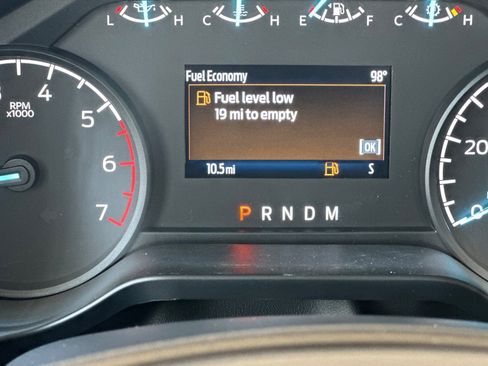 L H C H E F C H
Fuel Economy 98°
Fuel level low
19 mi to empty
[OK]
10.5 mi S
RPM
x1000
5
6
7
20
0
P R N D M